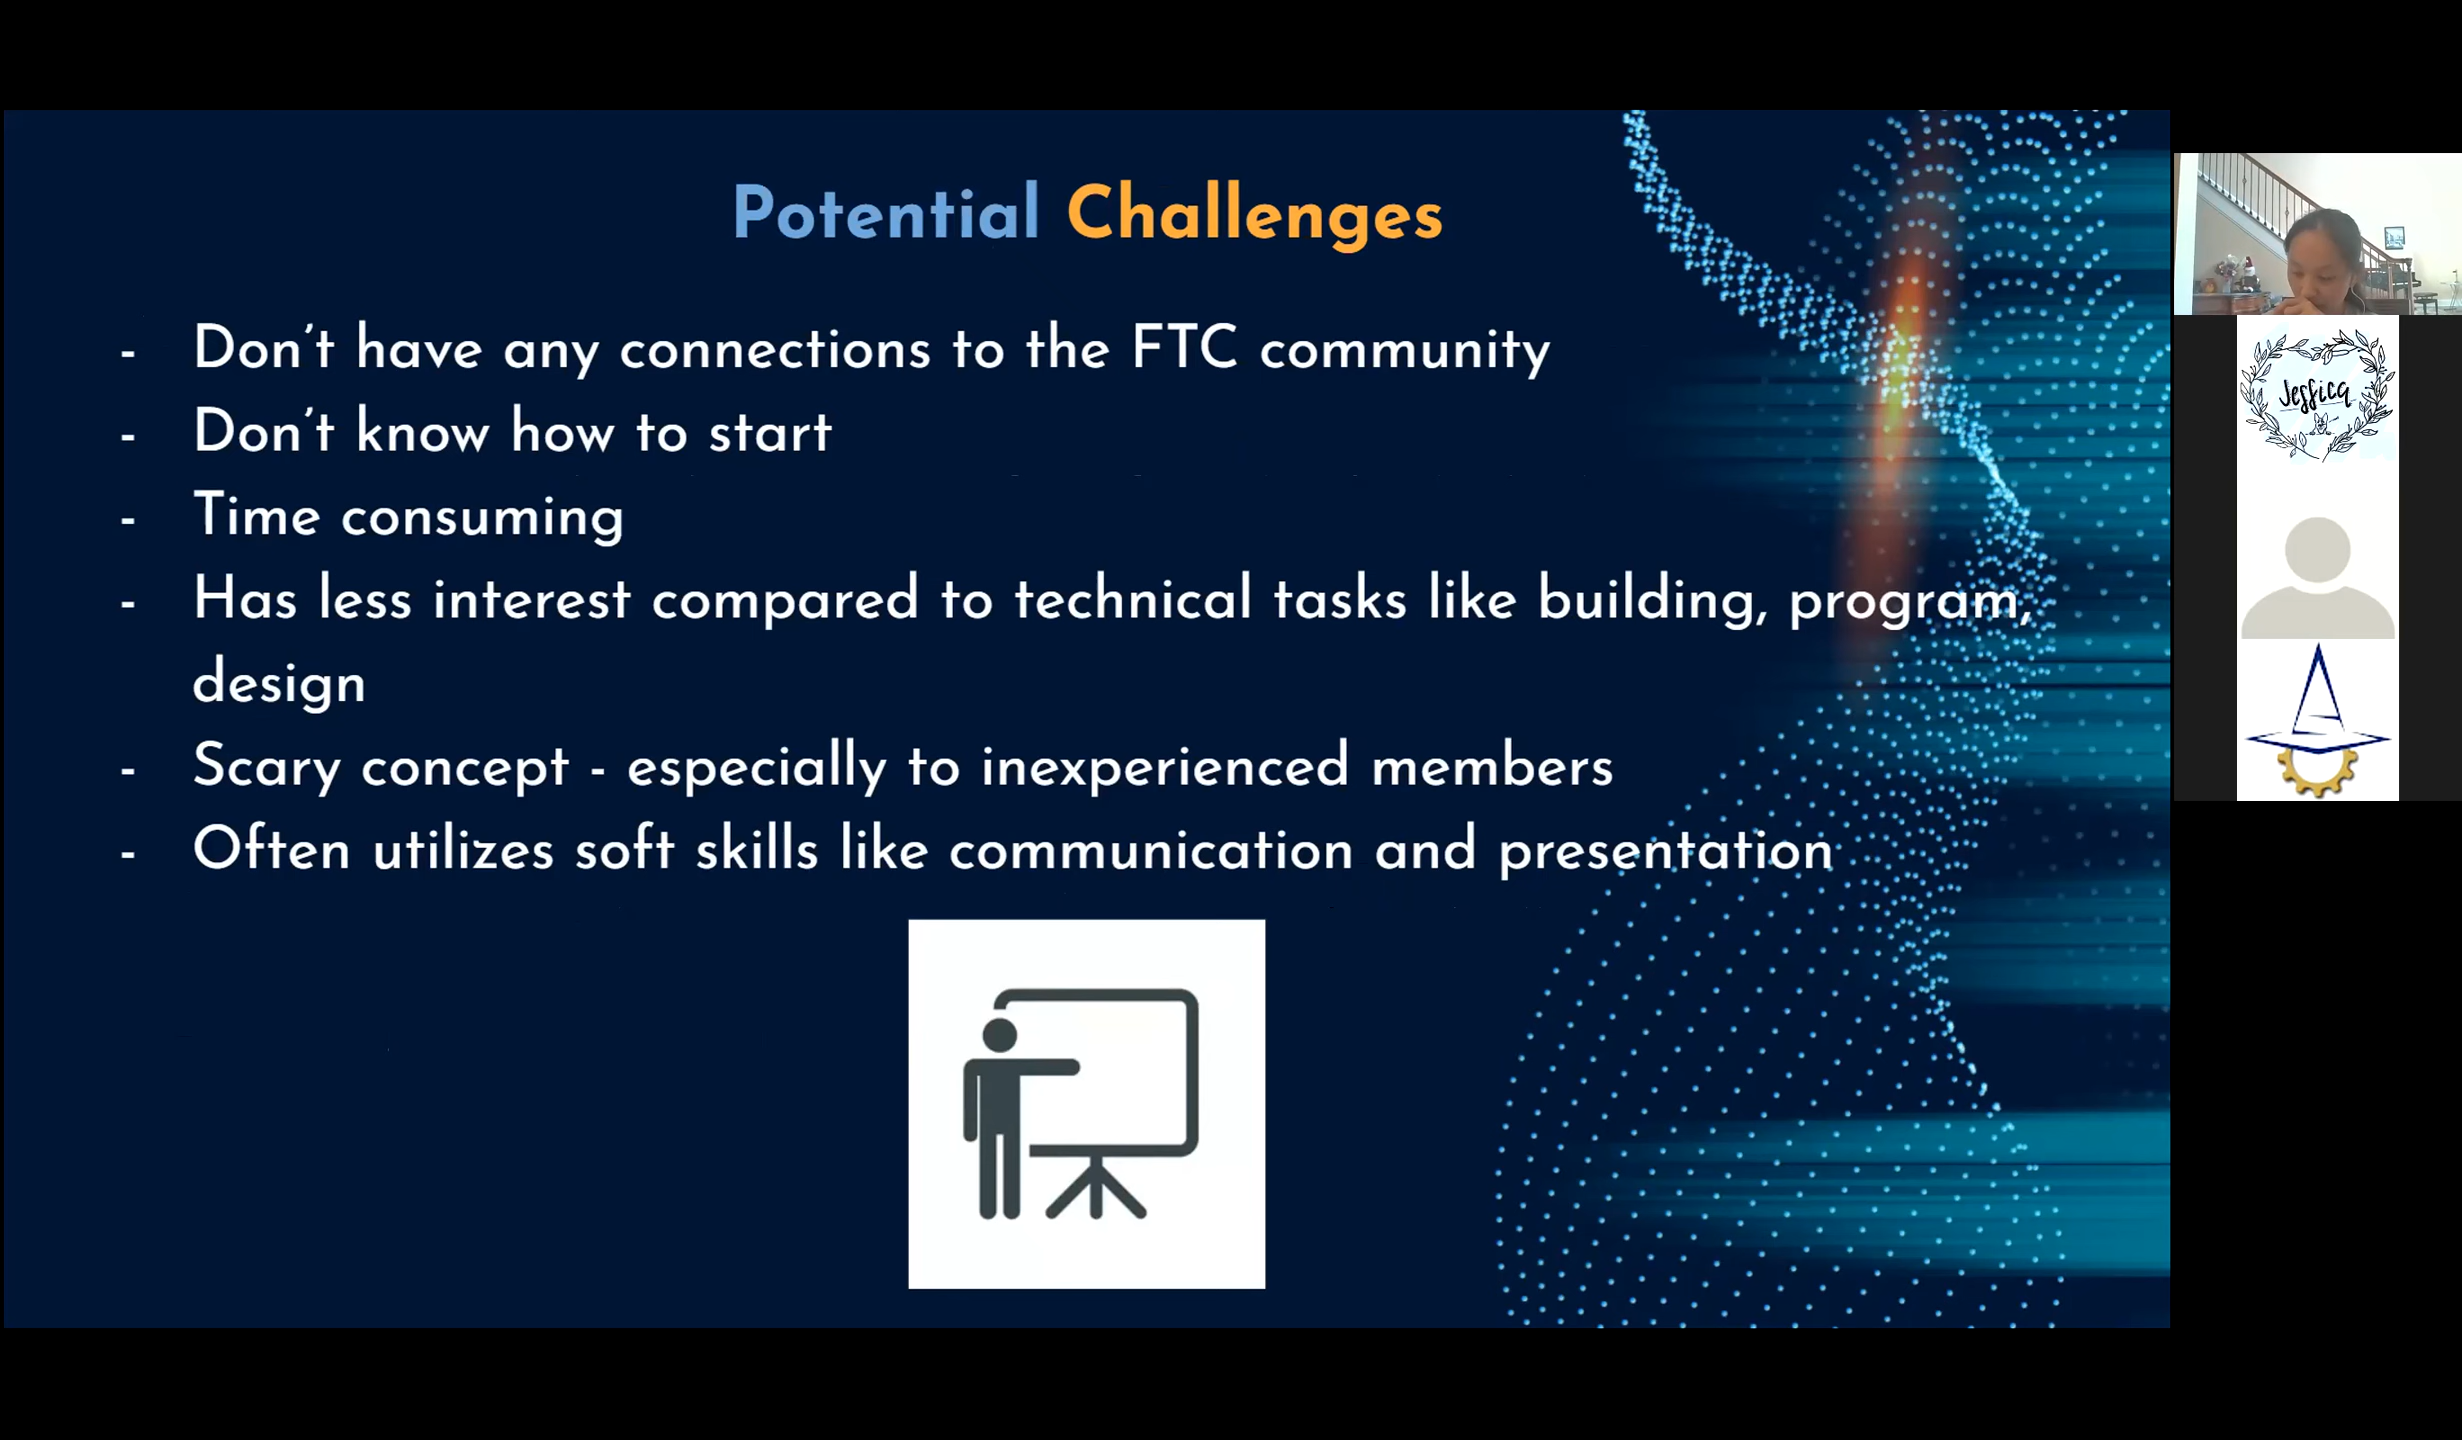 Potential Challenges
- Don't have any connections to the FTC community
- Don't know how to start
- Time consuming
- Has less interest compared to technical tasks like building, program,
design
- Scary concept - especially to inexperienced members
- Often utilizes soft skills like communication and presentation
Jessica